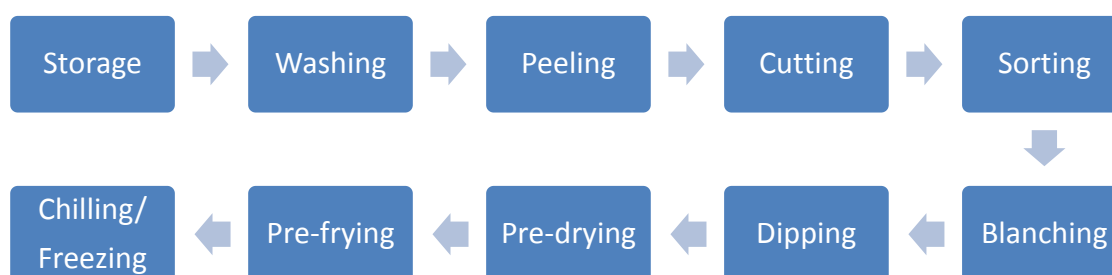 Storage
Washing
Peeling
Cutting
Sorting
Blanching
Dipping
Pre-drying
Pre-frying
Chilling/
Freezing